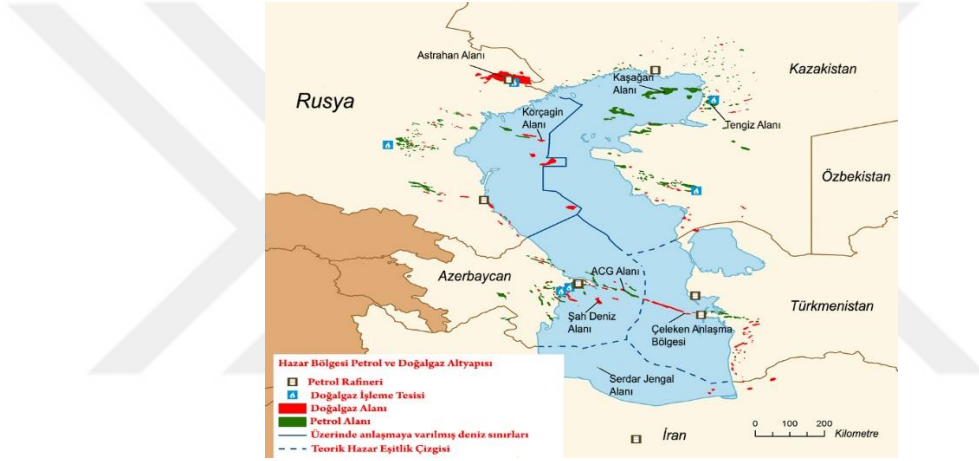 Astrahan Alanı
Kazakistan
Kaşağan
Alanı
Rusya
Korçagin
Alanı
Tengiz Alanı
Özbekistan
Azerbaycan
ACG Alanı
Türkmenistan
Şah Deniz
Alanı
Çeleken Anlaşma
Bölgesi
Hazar Bölgesi Petrol ve Doğalgaz Altyapısı
Petrol Rafineri
Doğalgaz İşleme Tesisi
Doğalgaz Alanı
Petrol Alanı
Üzerinde anlaşmaya varılmış deniz sınırları
Teorik Hazar Eşitlik Çizgisi
Serdar Jengal
Alanı
İran
0 100 200
Kilometre